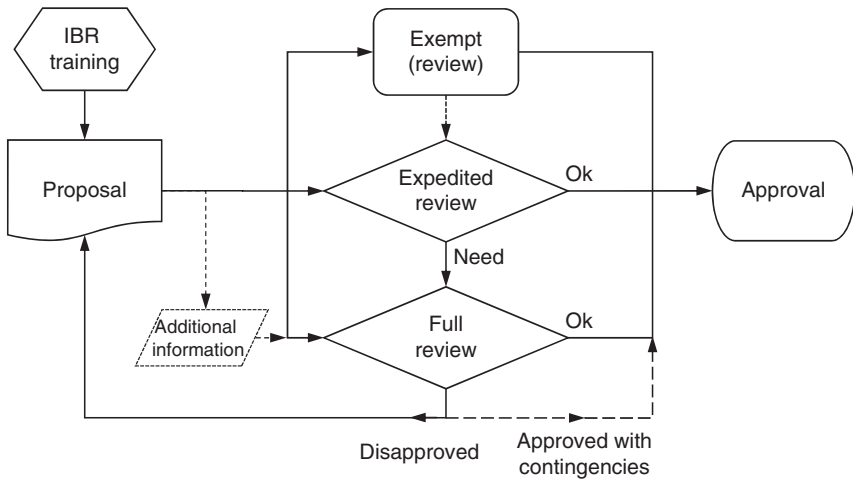 IBR
training
Exempt
(review)
Proposal
Expedited
review
Ok
Approval
Need
Additional
information
Full
review
Ok
Disapproved
Approved with
contingencies